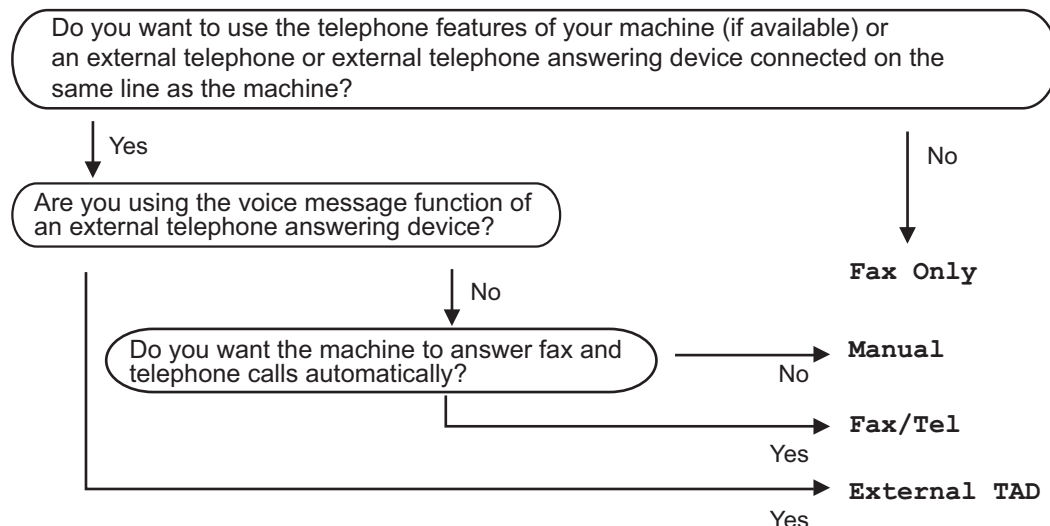 Do you want to use the telephone features of your machine (if available) or
an external telephone or external telephone answering device connected on the
same line as the machine?
Yes
No
Are you using the voice message function of
an external telephone answering device?
Fax Only
No
Do you want the machine to answer fax and
telephone calls automatically?
Manual
No
Fax/Tel
Yes
External TAD
Yes